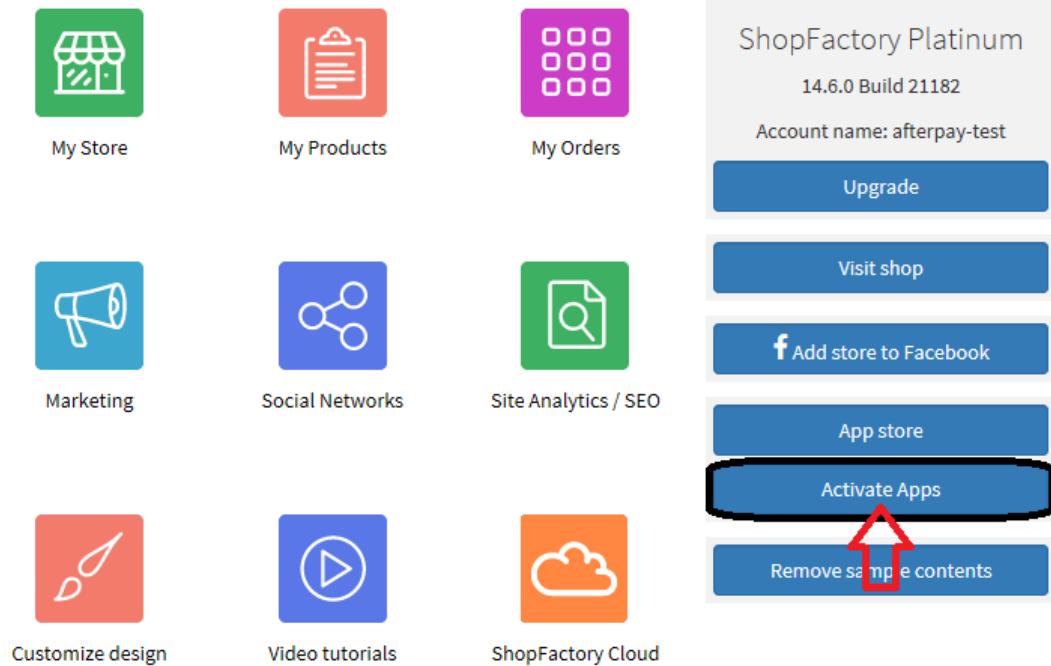 My Store
My Products
My Orders
Marketing
Social Networks
Site Analytics / SEO
Customize design
Video tutorials
ShopFactory Cloud
ShopFactory Platinum
14.6.0 Build 21182
Account name: afterpay-test
Upgrade
Visit shop
Add store to Facebook
App store
Activate Apps
Remove sample contents